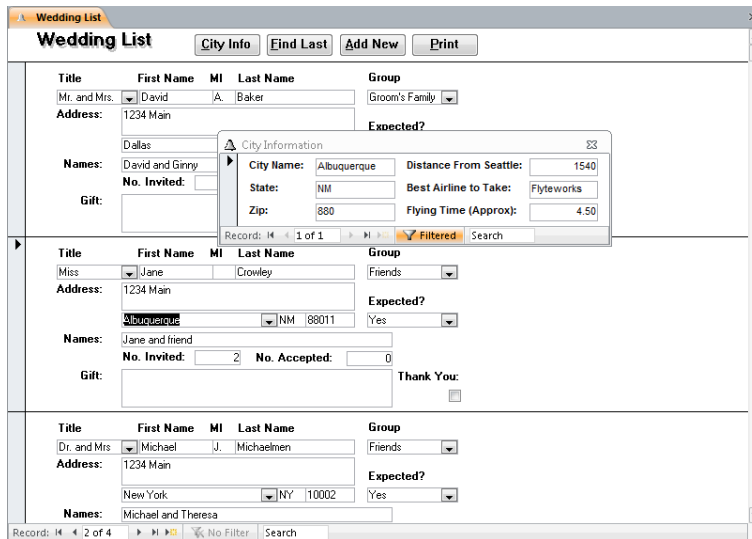 Wedding List
Wedding List City Info Find Last Add New Print
Title First Name MI Last Name Group
Mr. and Mrs. David A. Baker Groom's Family
Address: 1234 Main
Expected?
Dallas
Names: David and Ginny
No. Invited:
Gift:
City Information
City Name: Albuquerque Distance From Seattle: 1540
State: NM Best Airline to Take: Flyteworks
Zip: 880 Flying Time (Approx): 4.50
Record: 1 of 1 Filtered Search
Title First Name MI Last Name Group
Miss Jane Crowley Friends
Address: 1234 Main
Expected?
Albuquerque NM 88011 Yes
Names: Jane and friend
No. Invited: 2 No. Accepted: 0
Gift: Thank You:
Title First Name MI Last Name Group
Dr. and Mrs Michael J. Michaelmen Friends
Address: 1234 Main
Expected?
New York NY 10002 Yes
Names: Michael and Theresa
Record: 2 of 4 No Filter Search